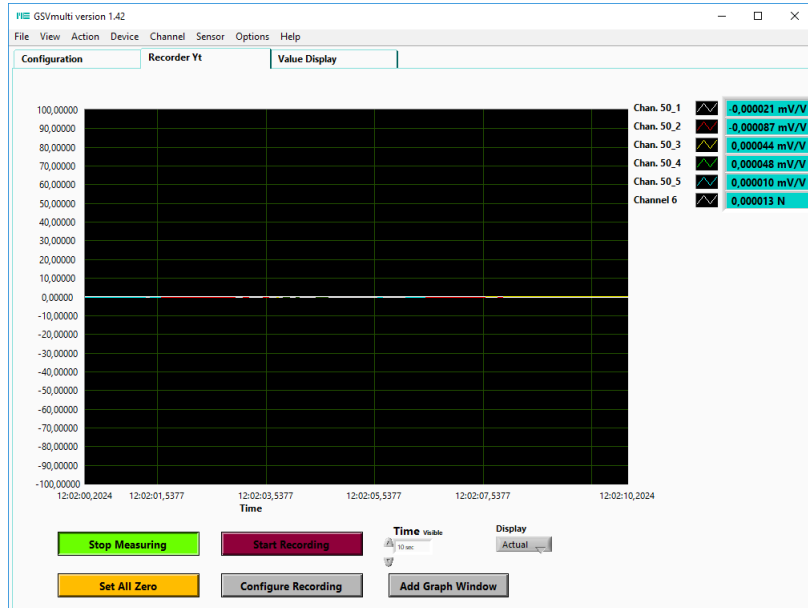 GSVmulti version 1.42
File View Action Device Channel Sensor Options Help
Configuration Recorder Yt Value Display
Chan. 50_1 -0,000021 mV/V
Chan. 50_2 -0,000087 mV/V
Chan. 50_3 0,000044 mV/V
Chan. 50_4 0,000048 mV/V
Chan. 50_5 0,000010 mV/V
Channel 6 0,000013 N
100,00000
90,00000
80,00000
70,00000
60,00000
50,00000
40,00000
30,00000
20,00000
10,00000
0,00000
-10,00000
-20,00000
-30,00000
-40,00000
-50,00000
-60,00000
-70,00000
-80,00000
-90,00000
-100,00000
12:02:00,2024 12:02:01,5377 12:02:03,5377 12:02:05,5377 12:02:07,5377 12:02:10,2024
Time
Stop Measuring Start Recording Time Visible Display
10 sec Actual
Set All Zero Configure Recording Add Graph Window